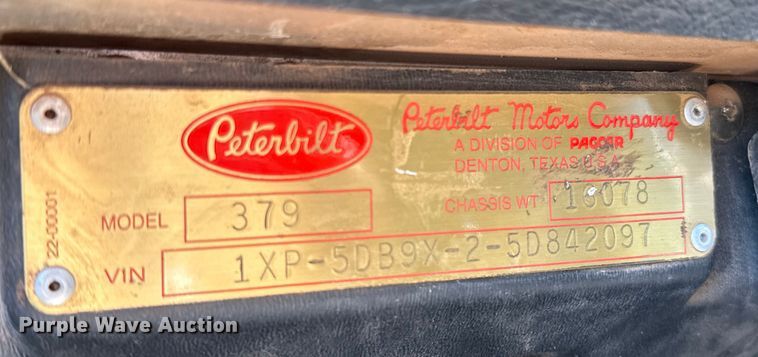 Peterbilt
Peterbilt Motors Company
A DIVISION OF PACCAR
DENTON, TEXAS U.S.A.
MODEL 379
CHASSIS WT 16078
VIN 1XP-5DB9X-2-5D842097
22-00001
Purple Wave Auction